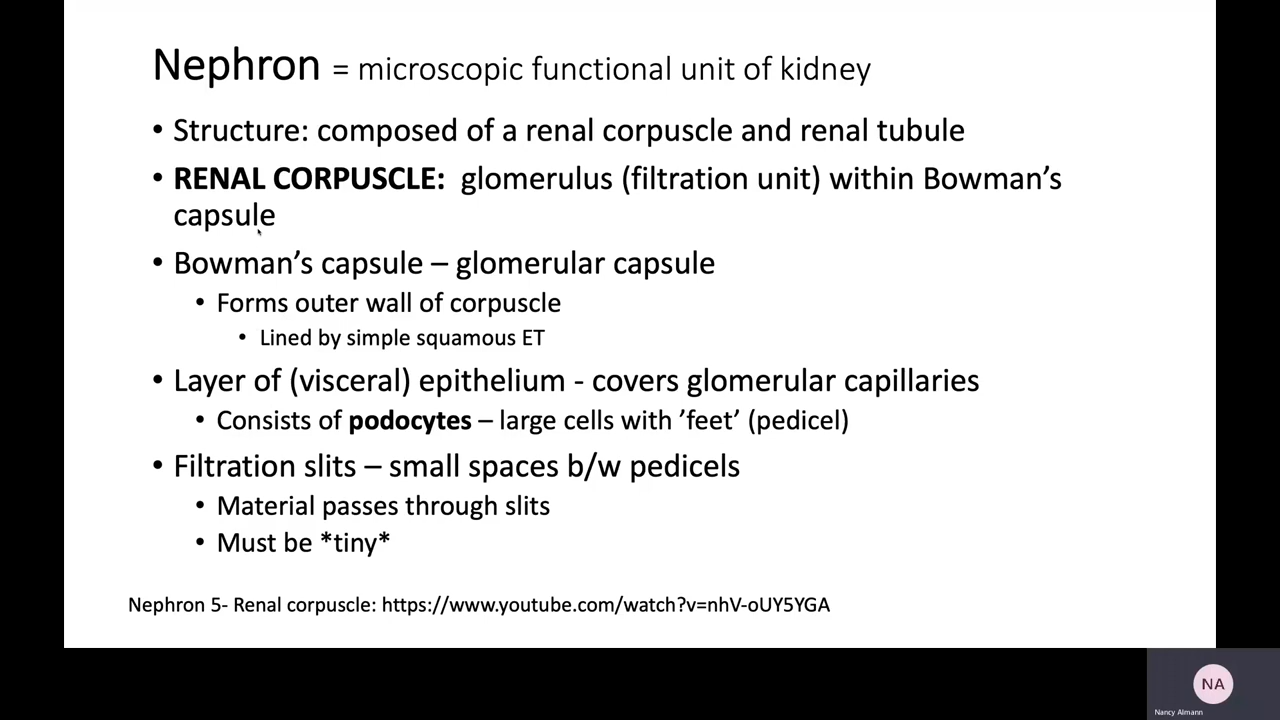 Nephron = microscopic functional unit of kidney
• Structure: composed of a renal corpuscle and renal tubule
• RENAL CORPUSCLE: glomerulus (filtration unit) within Bowman’s
capsule
• Bowman’s capsule – glomerular capsule
• Forms outer wall of corpuscle
• Lined by simple squamous ET
• Layer of (visceral) epithelium - covers glomerular capillaries
• Consists of podocytes – large cells with ’feet’ (pedicel)
• Filtration slits – small spaces b/w pedicels
• Material passes through slits
• Must be *tiny*
Nephron 5- Renal corpuscle: https://www.youtube.com/watch?v=nhV-oUY5YGA
NA
Nancy Almann